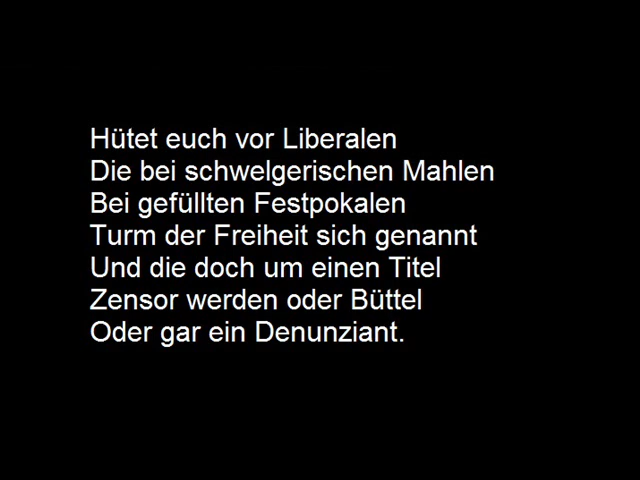 Hütet euch vor Liberalen
Die bei schwelgerischen Mahlen
Bei gefüllten Festpokalen
Turm der Freiheit sich genannt
Und die doch um einen Titel
Zensor werden oder Büttel
Oder gar ein Denunziant.